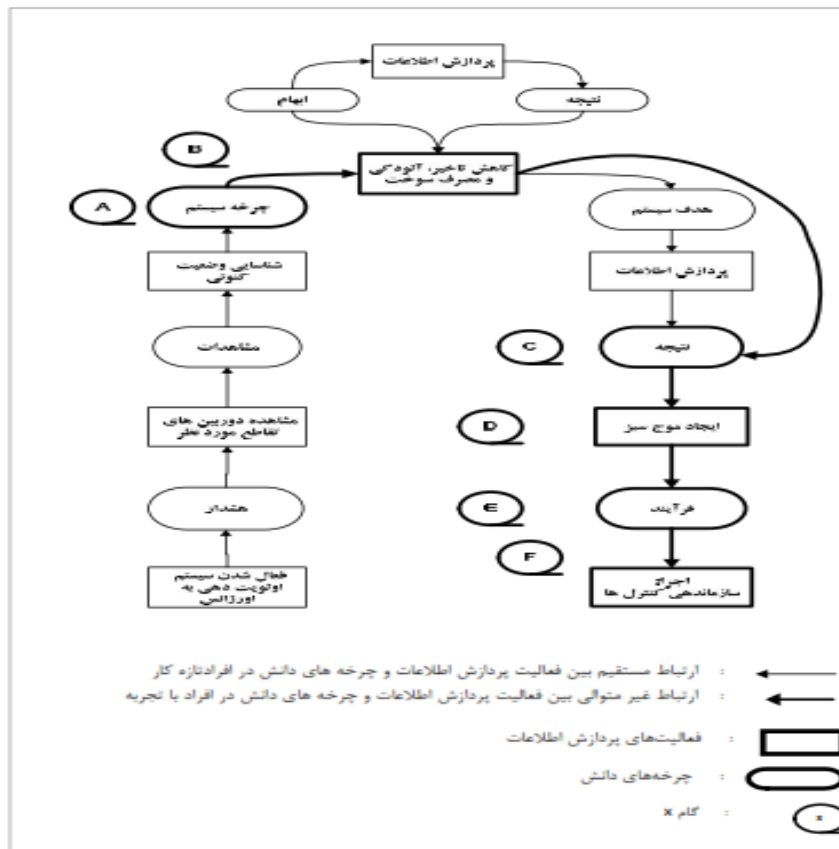 پردازش اطلاعات
ابهام
نتیجه
B
کاهش تاخیر، آلودگی
و مصرف سوخت
A
چرخه سیستم
هدف سیستم
شناسایی وضعیت
کنونی
پردازش اطلاعات
مشاهدات
C
نتیجه
مشاهده دوربین های
تقاطع مورد نظر
D
ایجاد موج سبز
هشدار
E
فرآیند
F
فعال شدن سیستم
اولویت دهی به
اورژانس
اجراع
سازماندهی کنترل ها
: ارتباط مستقیم بین فعالیت پردازش اطلاعات و چرخه های دانش در افرادتازه کار
: ارتباط غیر متوالی بین فعالیت پردازش اطلاعات و چرخه های دانش در افراد با تجربه
: فعالیت‌های پردازش اطلاعات
: چرخه‌های دانش
: گام x
x